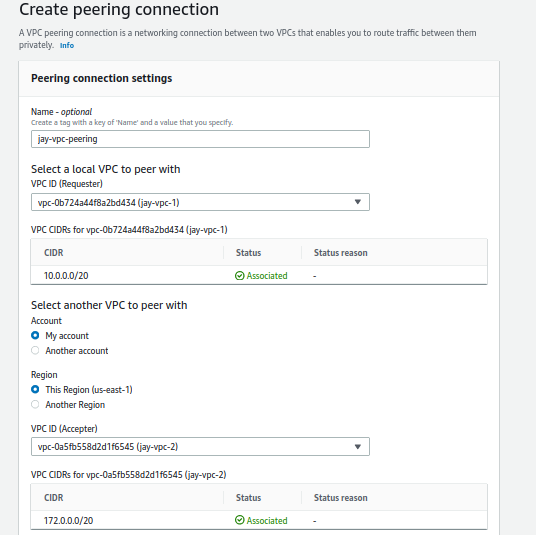 Create peering connection
A VPC peering connection is a networking connection between two VPCs that enables you to route traffic between them
privately. Info
Peering connection settings
Name - optional
Create a tag with a key of 'Name' and a value that you specify.
jay-vpc-peering
Select a local VPC to peer with
VPC ID (Requester)
vpc-0b724a44f8a2bd434 (jay-vpc-1)
VPC CIDRs for vpc-0b724a44f8a2bd434 (jay-vpc-1)
CIDR Status Status reason
10.0.0.0/20 Associated -
Select another VPC to peer with
Account
My account
Another account
Region
This Region (us-east-1)
Another Region
VPC ID (Accepter)
vpc-0a5fb558d2d1f6545 (jay-vpc-2)
VPC CIDRs for vpc-0a5fb558d2d1f6545 (jay-vpc-2)
CIDR Status Status reason
172.0.0.0/20 Associated -